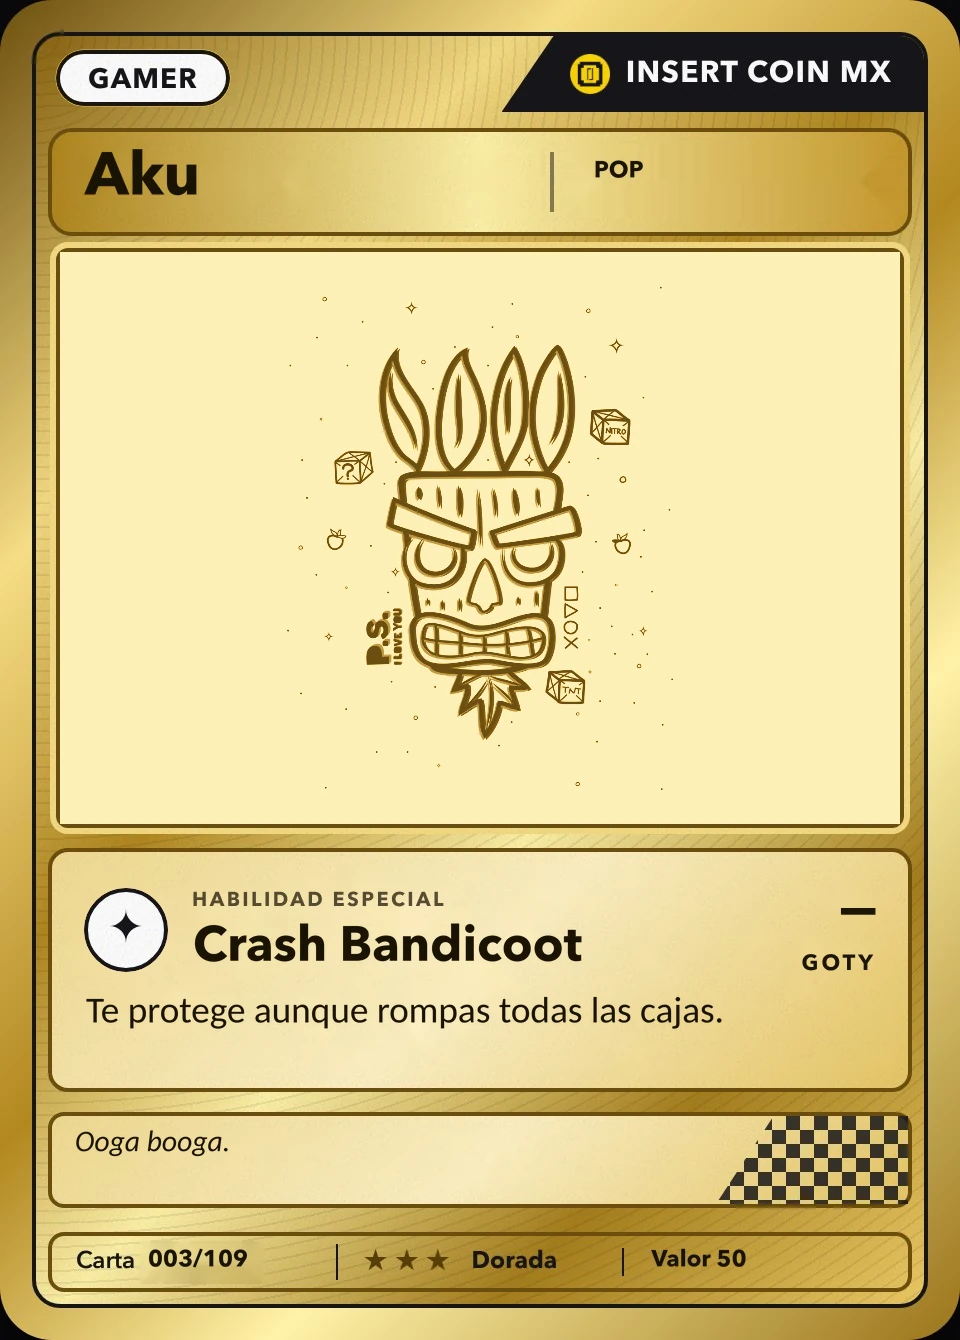 GAMER
INSERT COIN MX
Aku
POP
NITRO
?
P.S.
I LOVE YOU
TNT
HABILIDAD ESPECIAL
Crash Bandicoot
—
GOTY
Te protege aunque rompas todas las cajas.
Ooga booga.
Carta 003/109
★★★ Dorada
Valor 50